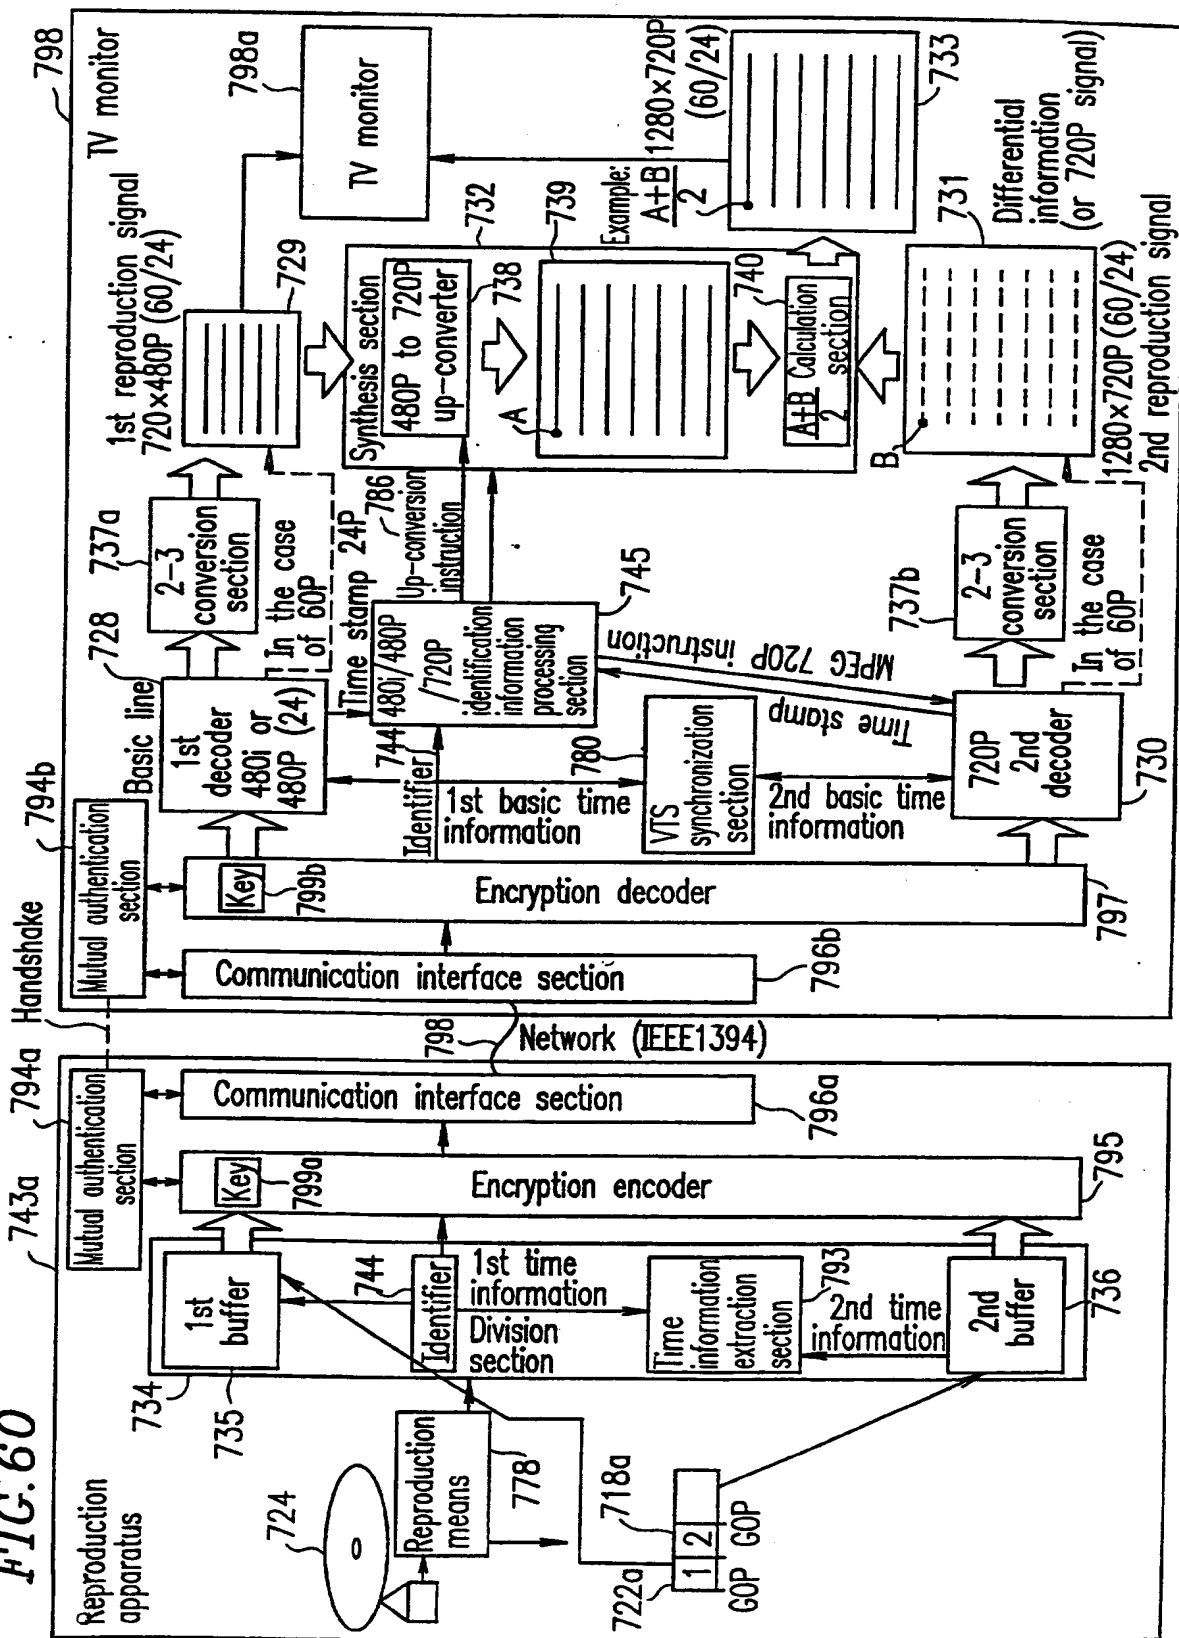 FIG. 60
Reproduction
apparatus
743a
794a
Handshake
794b
798
TV monitor
Mutual authentication
section
Mutual authentication
section
724
Reproduction
means
778
722a
718a
1
2
GOP
GOP
734
735
1st
buffer
744
Identifier
1st time
information
Division
section
Time
information
extraction
section
793
2nd time
information
2nd
buffer
736
Key
799a
Encryption encoder
795
Communication interface section
796a
798
Network (IEEE1394)
Communication interface section
796b
Key
799b
Encryption decoder
797
Basic line
728
1st
decoder
480i or
480P (24)
737a
2-3
conversion
section
In the case
of 60P
1st reproduction signal
720×480P (60/24)
729
798a
TV monitor
Time stamp 24P
Identifier
744
480i/480P
/720P
identification
information
processing
section
745
786
Up-conversion
instruction
1st basic time
information
780
VTS
synchronization
section
2nd basic time
information
MPEG 720P instruction
Time stamp
720P
2nd
decoder
730
737b
2-3
conversion
section
In the case
of 60P
Synthesis section
732
480P to 720P
up-converter
738
739
A
740
A+B
2
Calculation
section
Example:
A+B
2
1280×720P
(60/24)
733
B
731
Differential
information
(or 720P signal)
1280×720P (60/24)
2nd reproduction signal